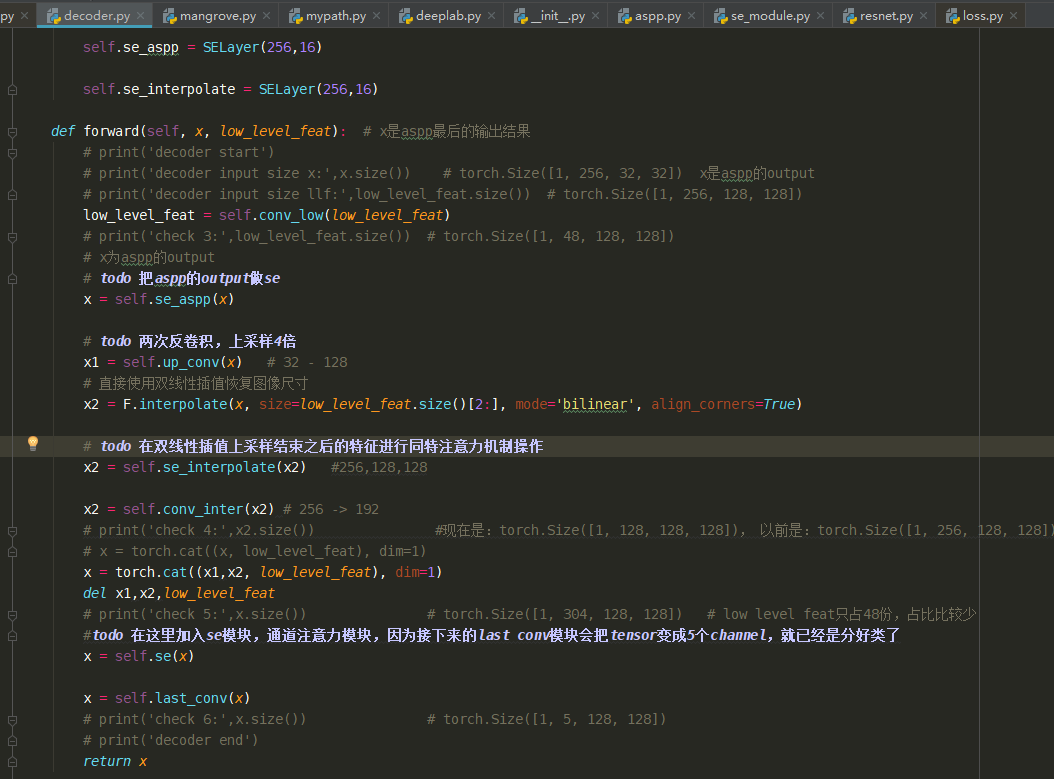 py decoder.py mangrove.py mypath.py deeplab.py __init__.py aspp.py se_module.py resnet.py loss.py
self.se_aspp = SELayer(256,16)
self.se_interpolate = SELayer(256,16)
def forward(self, x, low_level_feat): # x是aspp最后的输出结果
# print('decoder start')
# print('decoder input size x:',x.size()) # torch.Size([1, 256, 32, 32]) x是aspp的output
# print('decoder input size llf:',low_level_feat.size()) # torch.Size([1, 256, 128, 128])
low_level_feat = self.conv_low(low_level_feat)
# print('check 3:',low_level_feat.size()) # torch.Size([1, 48, 128, 128])
# x为aspp的output
# todo 把aspp的output做se
x = self.se_aspp(x)
# todo 两次反卷积，上采样4倍
x1 = self.up_conv(x) # 32 - 128
# 直接使用双线性插值恢复图像尺寸
x2 = F.interpolate(x, size=low_level_feat.size()[2:], mode='bilinear', align_corners=True)
# todo 在双线性插值上采样结束之后的特征进行同特注意力机制操作
x2 = self.se_interpolate(x2) #256,128,128
x2 = self.conv_inter(x2) # 256 -> 192
# print('check 4:',x2.size()) #现在是：torch.Size([1, 128, 128, 128])， 以前是：torch.Size([1, 256, 128, 128])
# x = torch.cat((x, low_level_feat), dim=1)
x = torch.cat((x1,x2, low_level_feat), dim=1)
del x1,x2,low_level_feat
# print('check 5:',x.size()) # torch.Size([1, 304, 128, 128]) # low level feat只占48份，占比比较少
#todo 在这里加入se模块，通道注意力模块，因为接下来的last conv模块会把tensor变成5个channel，就已经是分好类了
x = self.se(x)
x = self.last_conv(x)
# print('check 6:',x.size()) # torch.Size([1, 5, 128, 128])
# print('decoder end')
return x